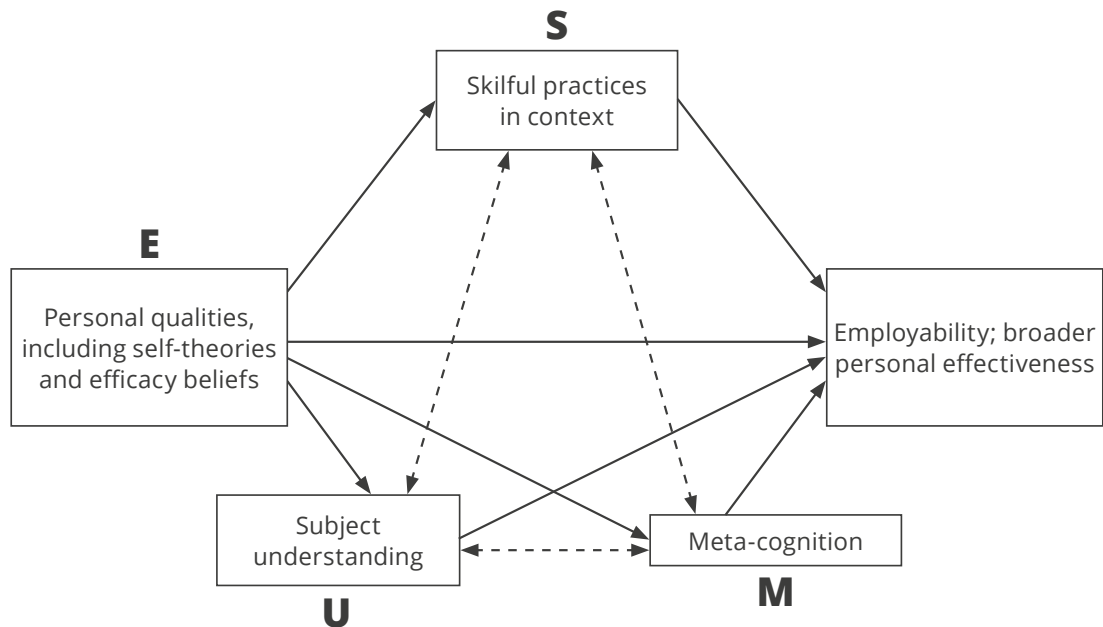 S
Skilful practices
in context
E
Personal qualities,
including self-theories
and efficacy beliefs
Employability; broader
personal effectiveness
Subject
understanding
U
Meta-cognition
M